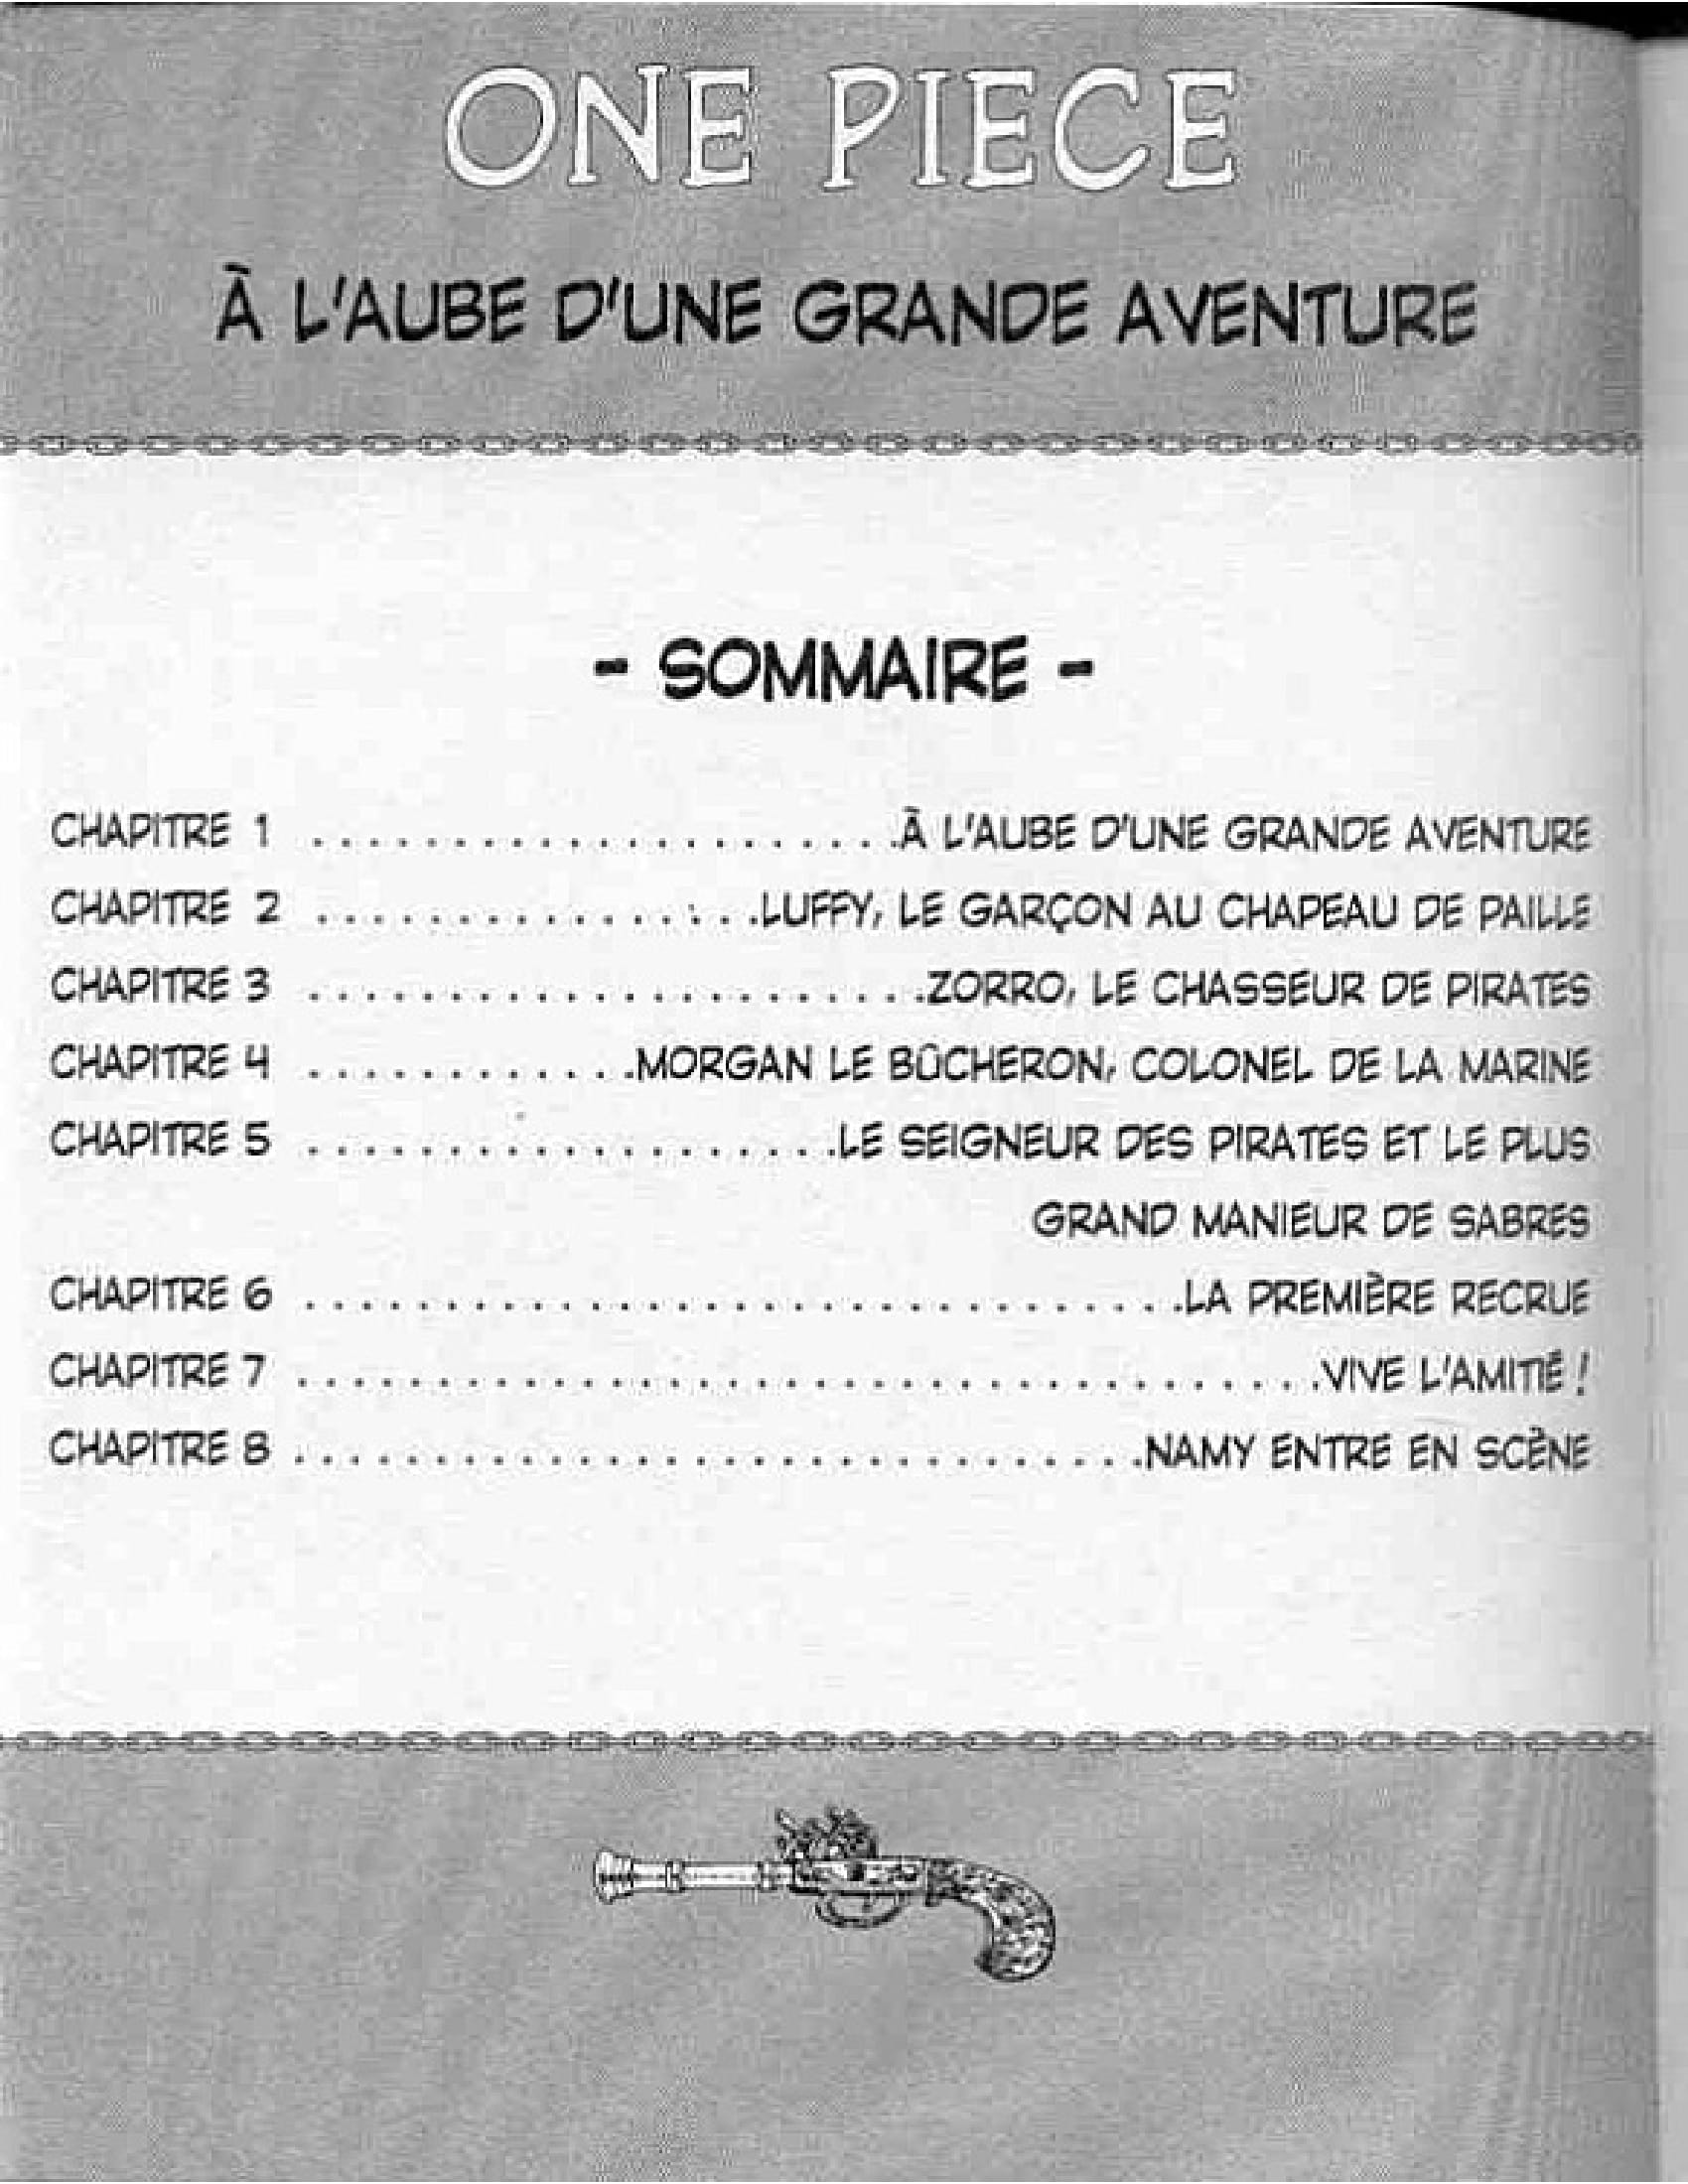 ONE PIECE
À L'AUBE D'UNE GRANDE AVENTURE
- SOMMAIRE -
CHAPITRE 1 ......................À L'AUBE D'UNE GRANDE AVENTURE
CHAPITRE 2 ................LUFFY, LE GARÇON AU CHAPEAU DE PAILLE
CHAPITRE 3 ......................ZORRO, LE CHASSEUR DE PIRATES
CHAPITRE 4 ............MORGAN LE BÛCHERON, COLONEL DE LA MARINE
CHAPITRE 5 ...................LE SEIGNEUR DES PIRATES ET LE PLUS
GRAND MANIEUR DE SABRES
CHAPITRE 6 ...............................LA PREMIÈRE RECRUE
CHAPITRE 7 .....................................VIVE L'AMITIÉ !
CHAPITRE 8 ...............................NAMY ENTRE EN SCÈNE